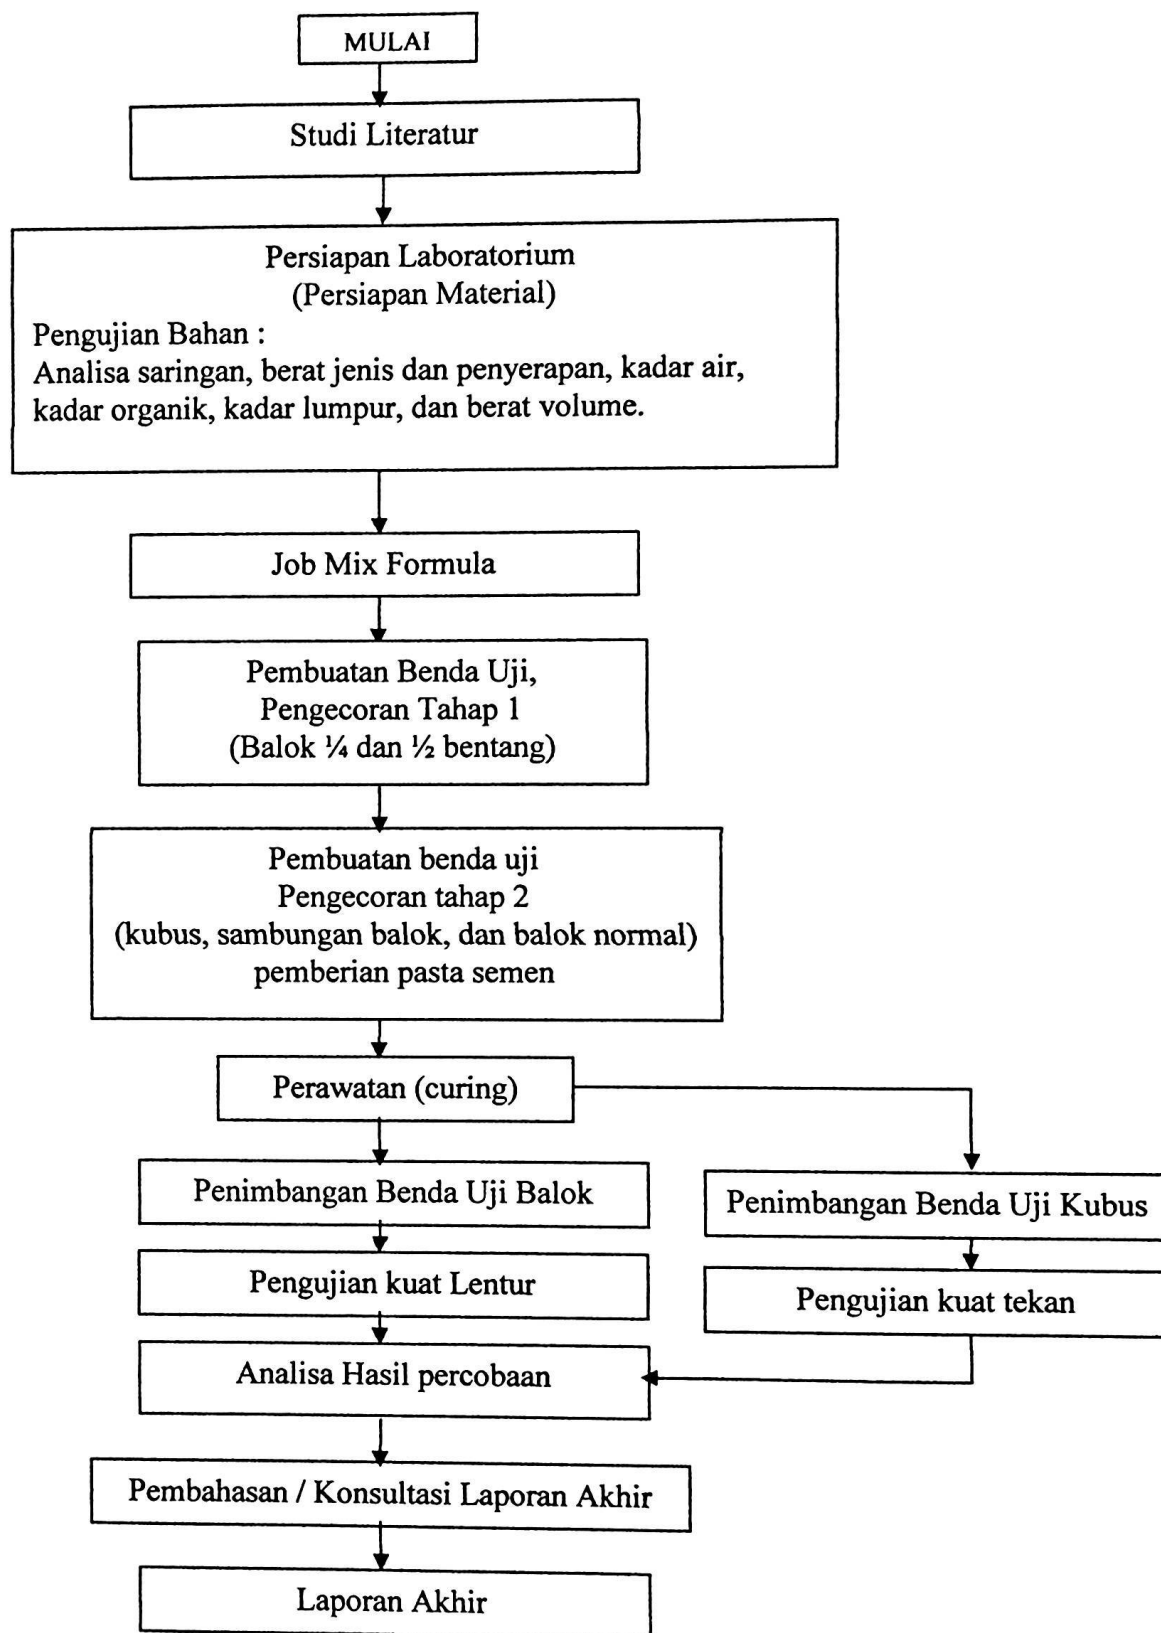 MULAI
Studi Literatur
Persiapan Laboratorium
(Persiapan Material)
Pengujian Bahan :
Analisa saringan, berat jenis dan penyerapan, kadar air,
kadar organik, kadar lumpur, dan berat volume.
Job Mix Formula
Pembuatan Benda Uji,
Pengecoran Tahap 1
(Balok ¼ dan ½ bentang)
Pembuatan benda uji
Pengecoran tahap 2
(kubus, sambungan balok, dan balok normal)
pemberian pasta semen
Perawatan (curing)
Penimbangan Benda Uji Balok
Penimbangan Benda Uji Kubus
Pengujian kuat Lentur
Pengujian kuat tekan
Analisa Hasil percobaan
Pembahasan / Konsultasi Laporan Akhir
Laporan Akhir